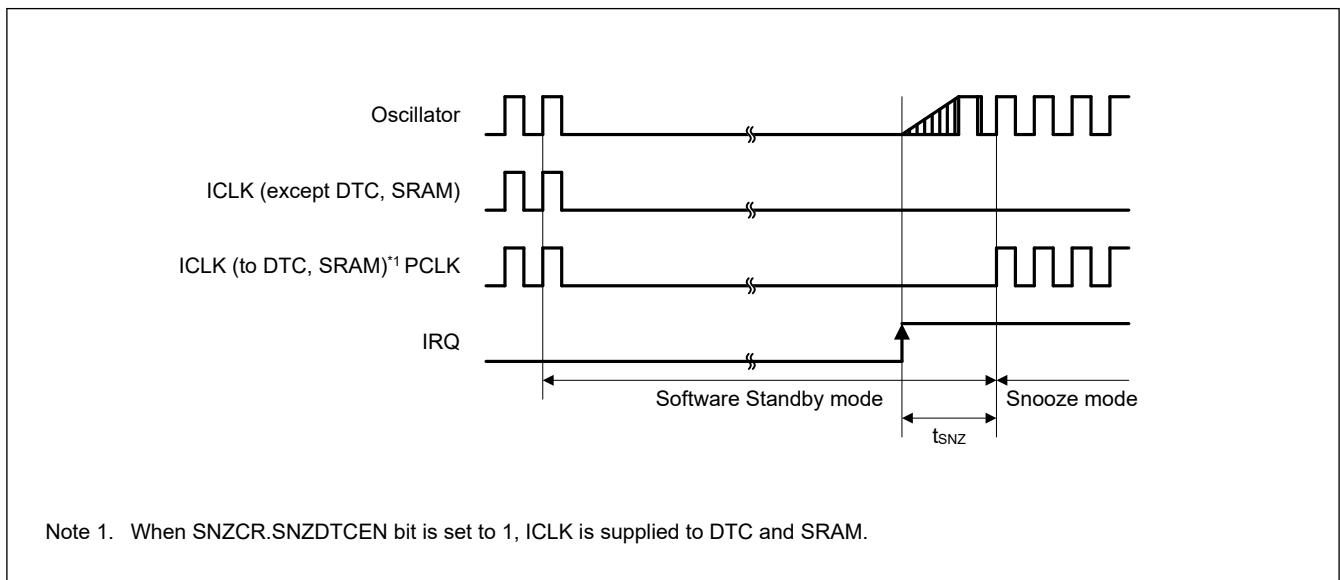 Oscillator
ICLK (except DTC, SRAM)
ICLK (to DTC, SRAM)*1 PCLK
IRQ
Software Standby mode
Snooze mode
tSNZ
Note 1. When SNZCR.SNZDTCEN bit is set to 1, ICLK is supplied to DTC and SRAM.